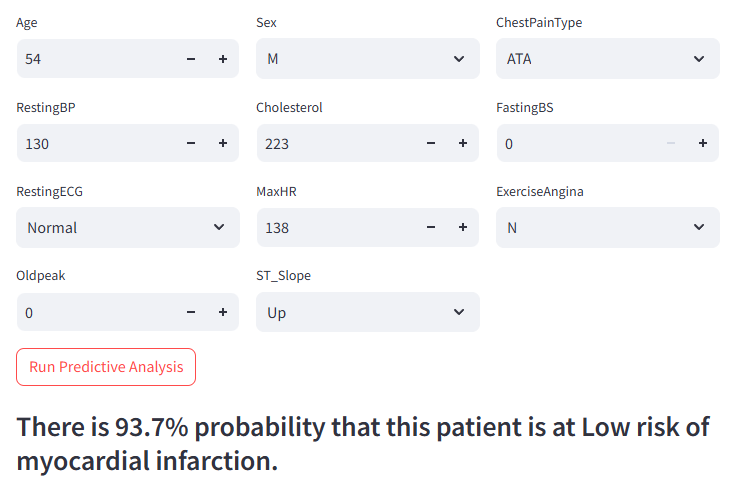 Age Sex ChestPainType
54 M ATA
RestingBP Cholesterol FastingBS
130 223 0
RestingECG MaxHR ExerciseAngina
Normal 138 N
Oldpeak ST_Slope
0 Up
Run Predictive Analysis
There is 93.7% probability that this patient is at Low risk of
myocardial infarction.